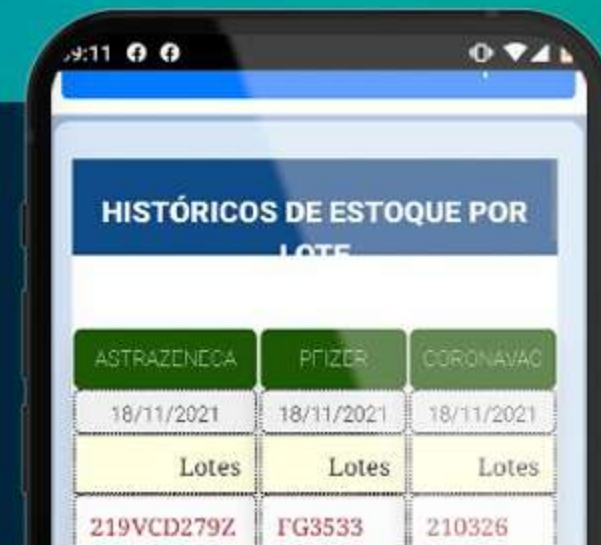 9:11
HISTÓRICOS DE ESTOQUE POR
LOTE
ASTRAZENECA PFIZER CORONAVAC
18/11/2021 18/11/2021 18/11/2021
Lotes Lotes Lotes
219VCD279Z FG3533 210326